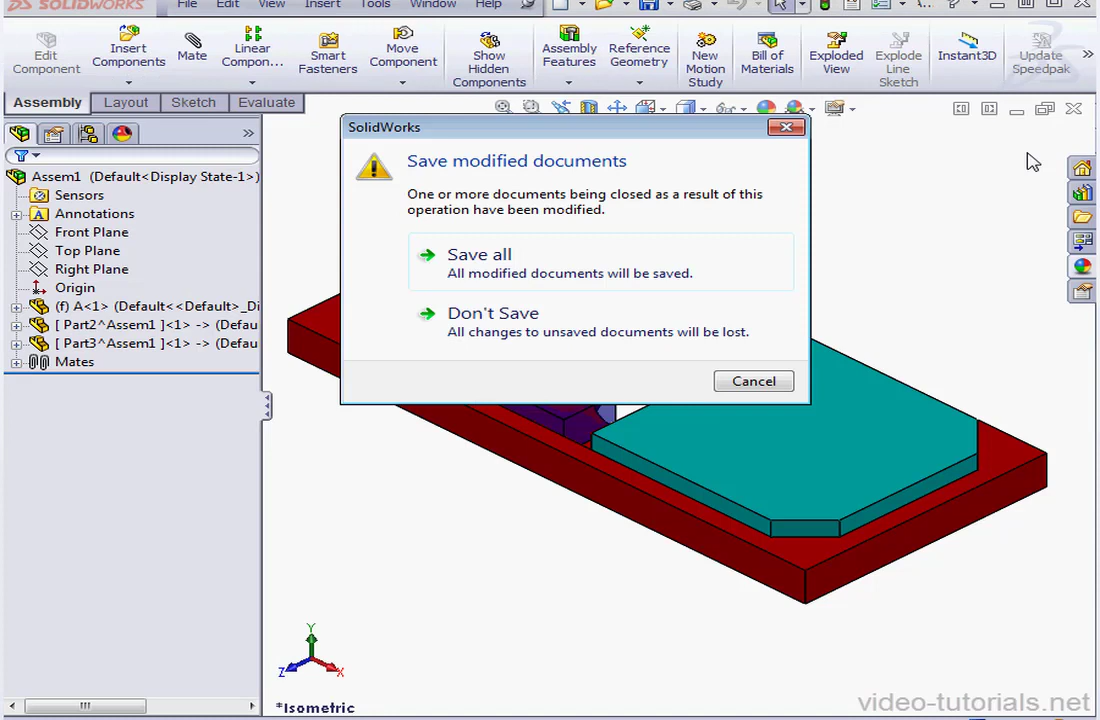 SOLIDWORKS
File Edit View Insert Tools Window Help
Edit Component
Insert Components
Mate
Linear Compon...
Smart Fasteners
Move Component
Show Hidden Components
Assembly Features
Reference Geometry
New Motion Study
Bill of Materials
Exploded View
Explode Line Sketch
Instant3D
Update Speedpak
Assembly Layout Sketch Evaluate
Assem1 (Default<Display State-1>)
Sensors
Annotations
Front Plane
Top Plane
Right Plane
Origin
(f) A<1> (Default<<Default>_Di
[ Part2^Assem1 ]<1> -> (Defau
[ Part3^Assem1 ]<1> -> (Defau
Mates
SolidWorks
Save modified documents
One or more documents being closed as a result of this
operation have been modified.
Save all
All modified documents will be saved.
Don't Save
All changes to unsaved documents will be lost.
Cancel
Y
Z
X
*Isometric
video-tutorials.net